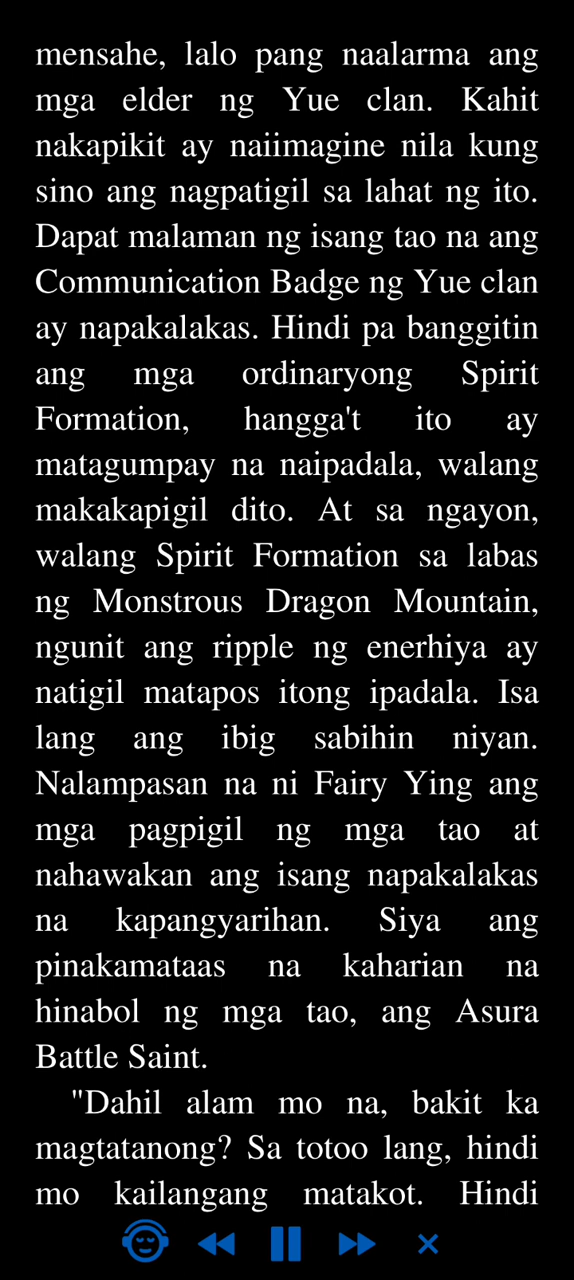 mensahe, lalo pang naalarma ang
mga elder ng Yue clan. Kahit
nakapikit ay naiimagine nila kung
sino ang nagpatigil sa lahat ng ito.
Dapat malaman ng isang tao na ang
Communication Badge ng Yue clan
ay napakalakas. Hindi pa banggitin
ang mga ordinaryong Spirit
Formation, hangga't ito ay
matagumpay na naipadala, walang
makakapigil dito. At sa ngayon,
walang Spirit Formation sa labas
ng Monstrous Dragon Mountain,
ngunit ang ripple ng enerhiya ay
natigil matapos itong ipadala. Isa
lang ang ibig sabihin niyan.
Nalampasan na ni Fairy Ying ang
mga pagpigil ng mga tao at
nahawakan ang isang napakalakas
na kapangyarihan. Siya ang
pinakamataas na kaharian na
hinabol ng mga tao, ang Asura
Battle Saint.
"Dahil alam mo na, bakit ka
magtatanong? Sa totoo lang, hindi
mo kailangang matakot. Hindi